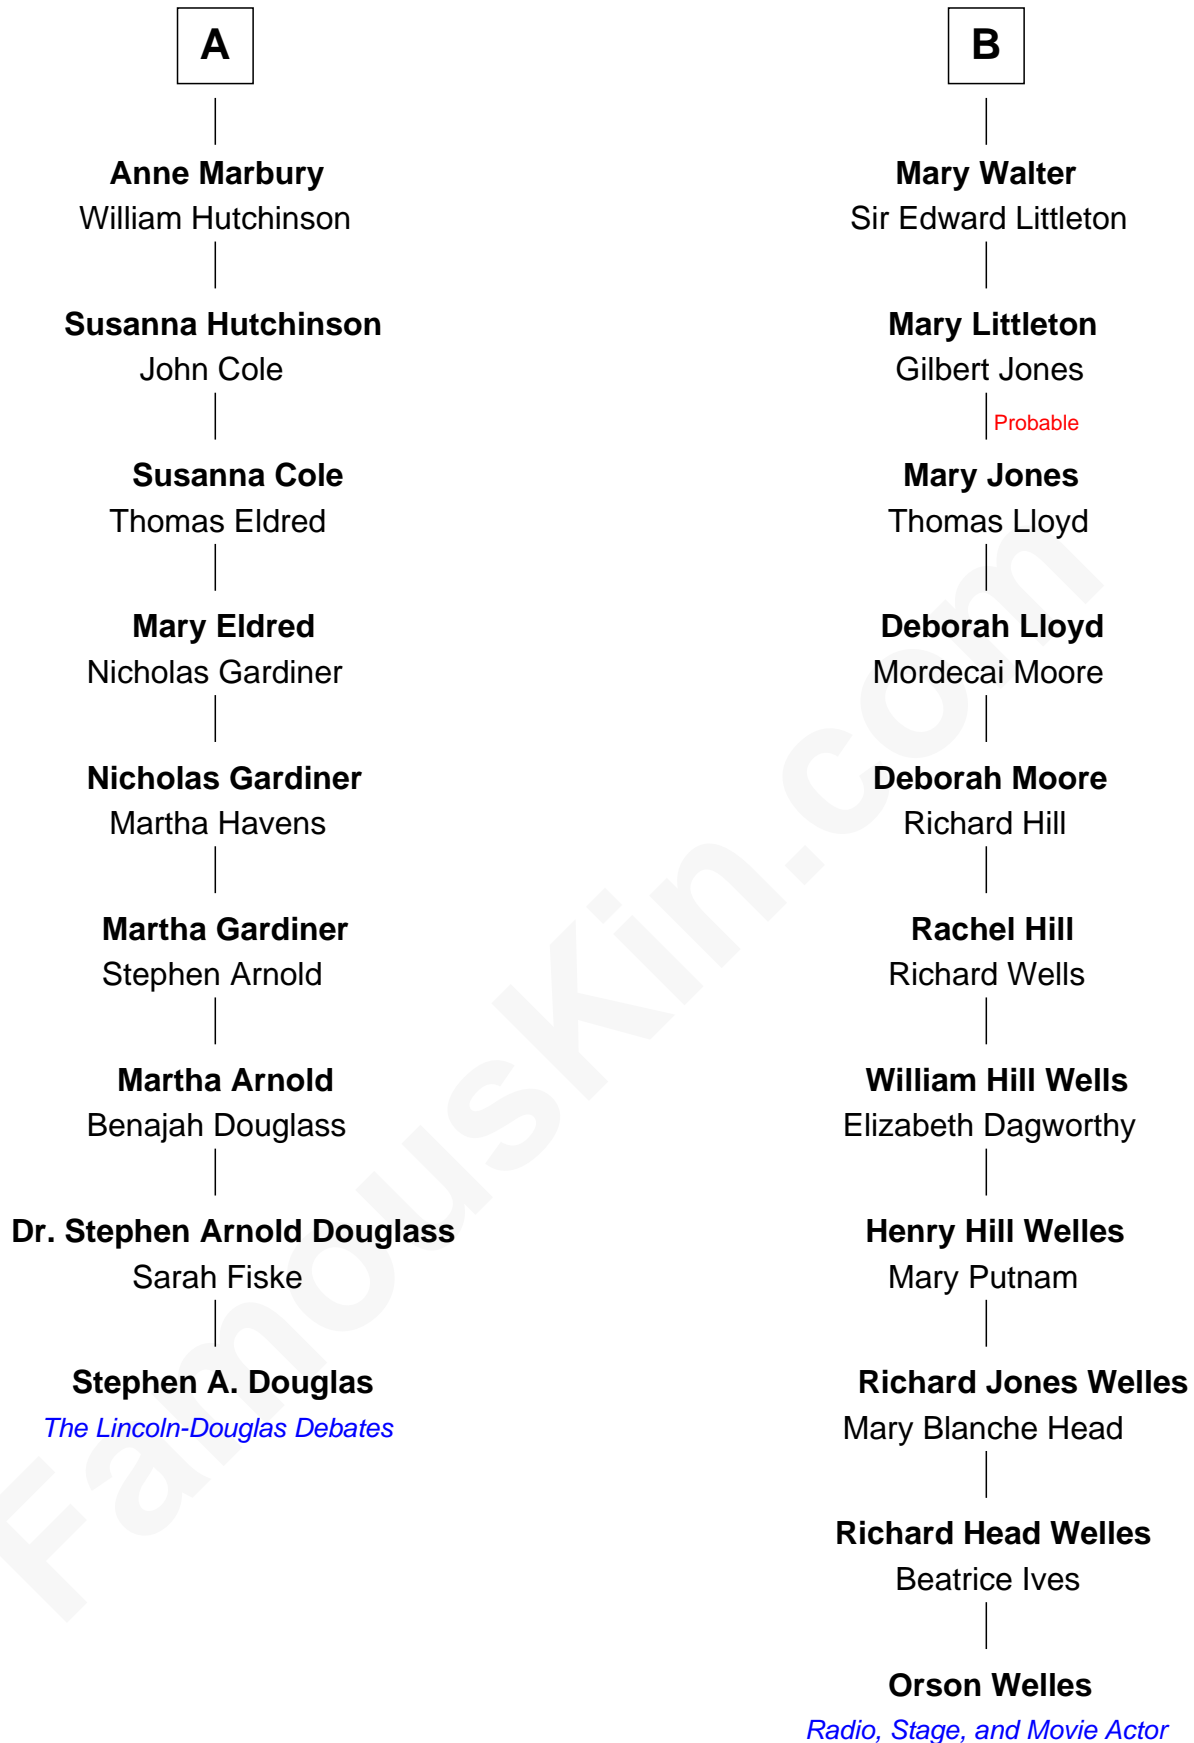 A
Anne Marbury
William Hutchinson
Susanna Hutchinson
John Cole
Susanna Cole
Thomas Eldred
Mary Eldred
Nicholas Gardiner
Nicholas Gardiner
Martha Havens
Martha Gardiner
Stephen Arnold
Martha Arnold
Benajah Douglass
Dr. Stephen Arnold Douglass
Sarah Fiske
Stephen A. Douglas
The Lincoln-Douglas Debates
B
Mary Walter
Sir Edward Littleton
Mary Littleton
Gilbert Jones
Probable
Mary Jones
Thomas Lloyd
Deborah Lloyd
Mordecai Moore
Deborah Moore
Richard Hill
Rachel Hill
Richard Wells
William Hill Wells
Elizabeth Dagworthy
Henry Hill Welles
Mary Putnam
Richard Jones Welles
Mary Blanche Head
Richard Head Welles
Beatrice Ives
Orson Welles
Radio, Stage, and Movie Actor
FamousKin.com